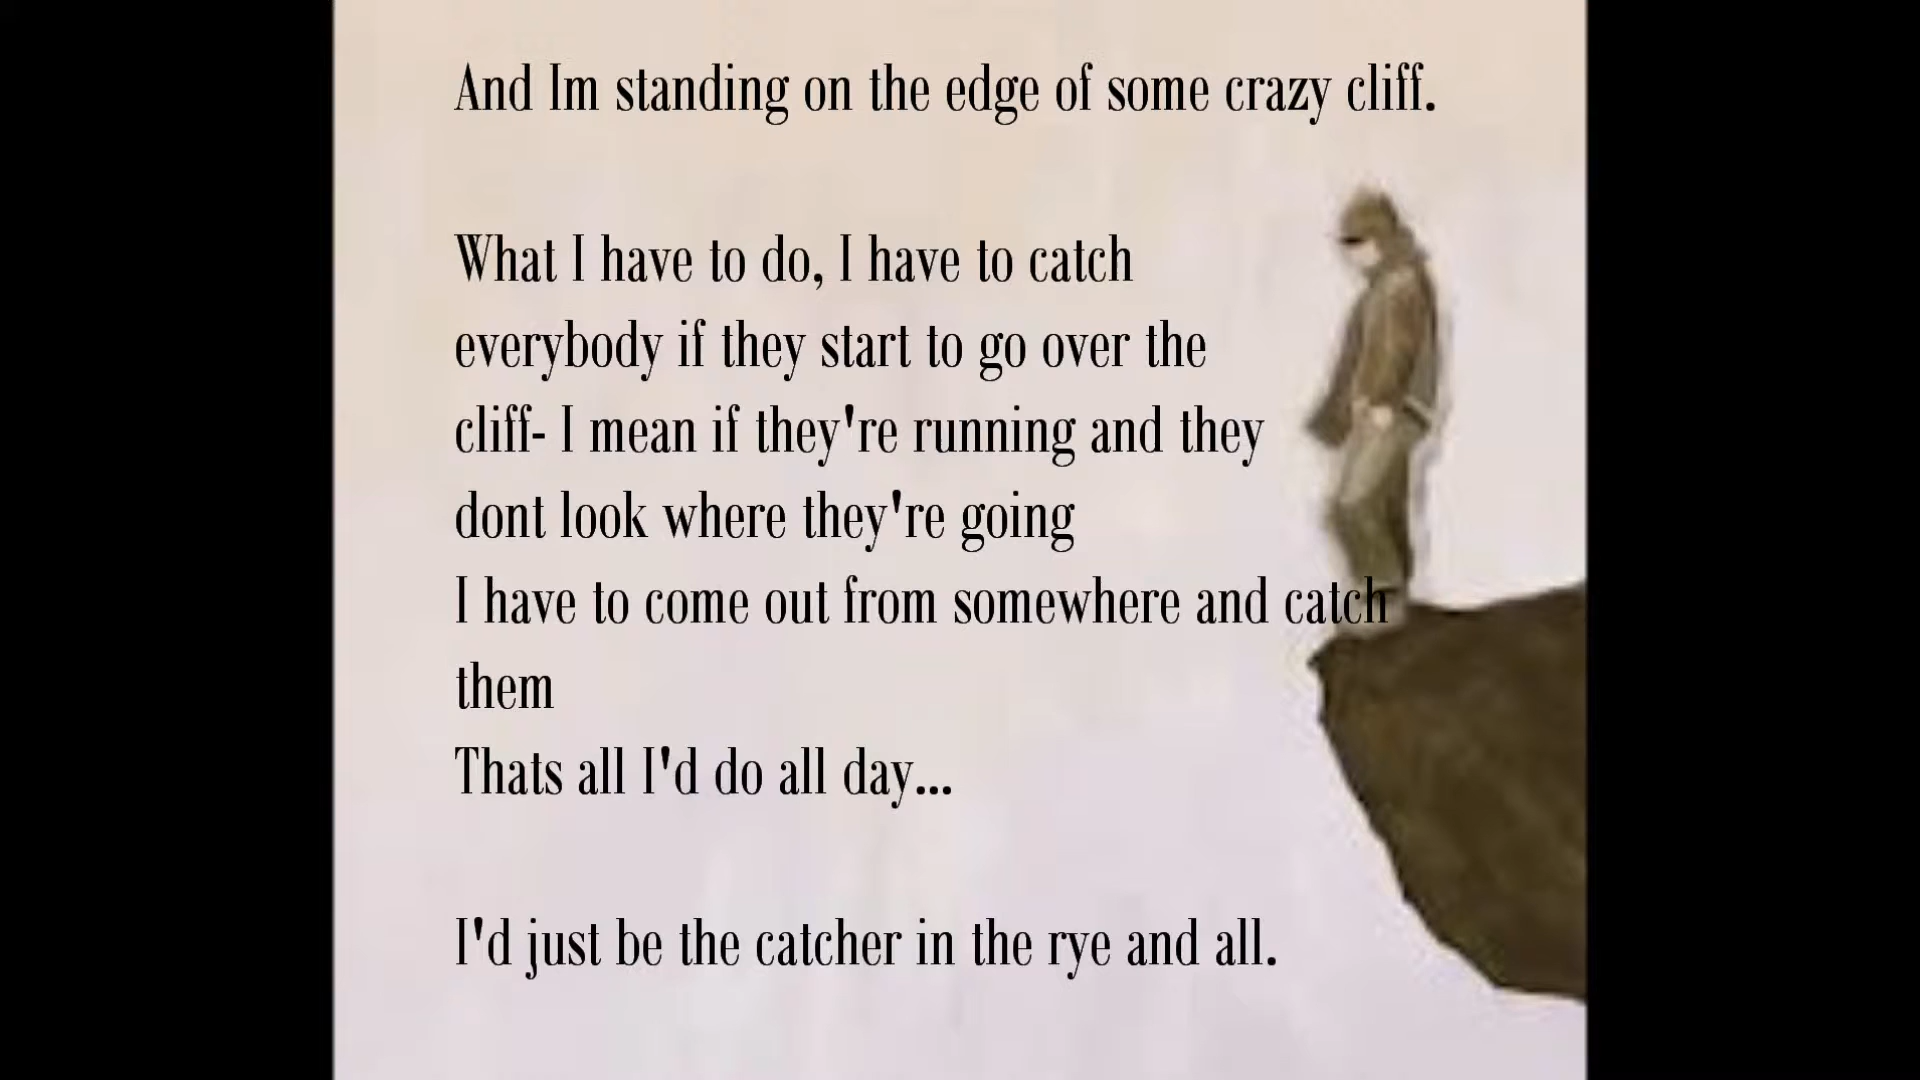 And Im standing on the edge of some crazy cliff.
What I have to do, I have to catch
everybody if they start to go over the
cliff- I mean if they're running and they
dont look where they're going
I have to come out from somewhere and catch
them
Thats all I'd do all day...
I'd just be the catcher in the rye and all.